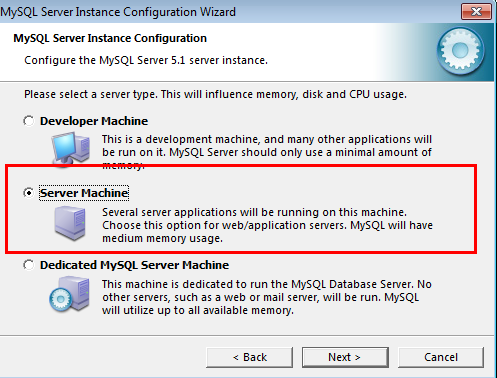 MySQL Server Instance Configuration Wizard
MySQL Server Instance Configuration
Configure the MySQL Server 5.1 server instance.
Please select a server type. This will influence memory, disk and CPU usage.
Developer Machine
This is a development machine, and many other applications will
be run on it. MySQL Server should only use a minimal amount of
memory.
Server Machine
Several server applications will be running on this machine.
Choose this option for web/application servers. MySQL will have
medium memory usage.
Dedicated MySQL Server Machine
This machine is dedicated to run the MySQL Database Server. No
other servers, such as a web or mail server, will be run. MySQL
will utilize up to all available memory.
< Back Next > Cancel